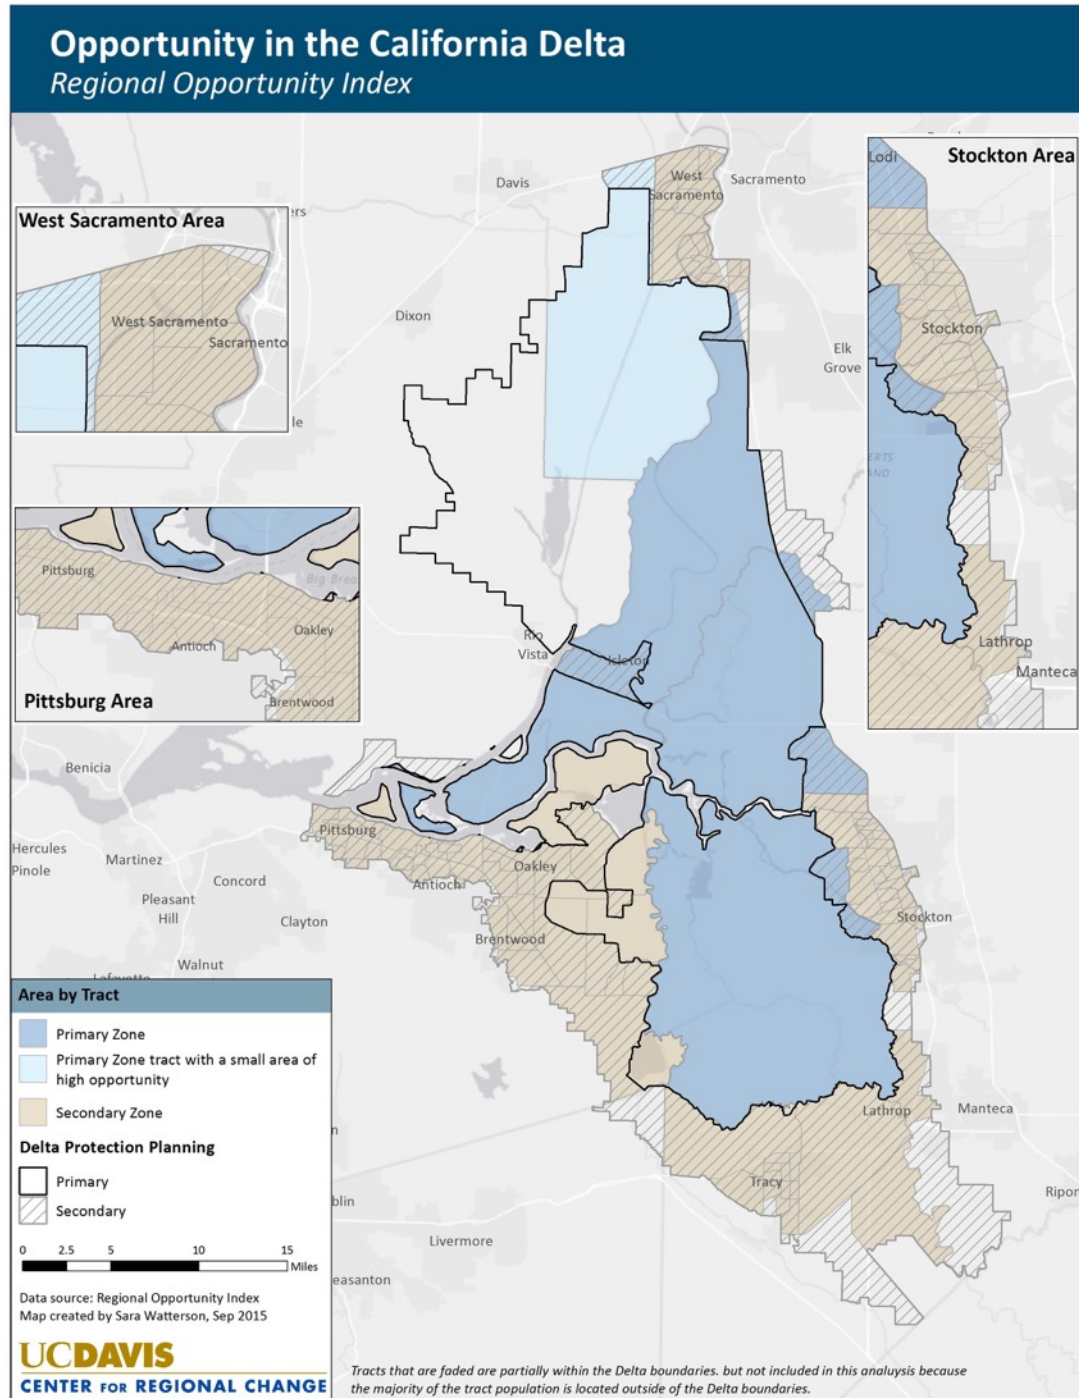 Opportunity in the California Delta
Regional Opportunity Index
Davis
West
Sacramento
Sacramento
Dixon
Elk
Grove
West Sacramento Area
West Sacramento
Sacramento
Stockton Area
Lodi
Stockton
Lathrop
Manteca
Pittsburg
Antioch
Oakley
Brentwood
Pittsburg Area
Rio
Vista
Isleton
Benicia
Hercules
Pinole
Martinez
Pleasant
Hill
Concord
Clayton
Walnut
Lafayette
Pittsburg
Antioch
Oakley
Brentwood
Stockton
Lathrop
Manteca
Tracy
Ripon
Livermore
easanton
blin
Area by Tract
Primary Zone
Primary Zone tract with a small area of
high opportunity
Secondary Zone
Delta Protection Planning
Primary
Secondary
0 2.5 5 10 15
Miles
Data source: Regional Opportunity Index
Map created by Sara Watterson, Sep 2015
UCDAVIS
CENTER FOR REGIONAL CHANGE
Tracts that are faded are partially within the Delta boundaries. but not included in this analuysis because
the majority of the tract population is located outside of the Delta boundaries.